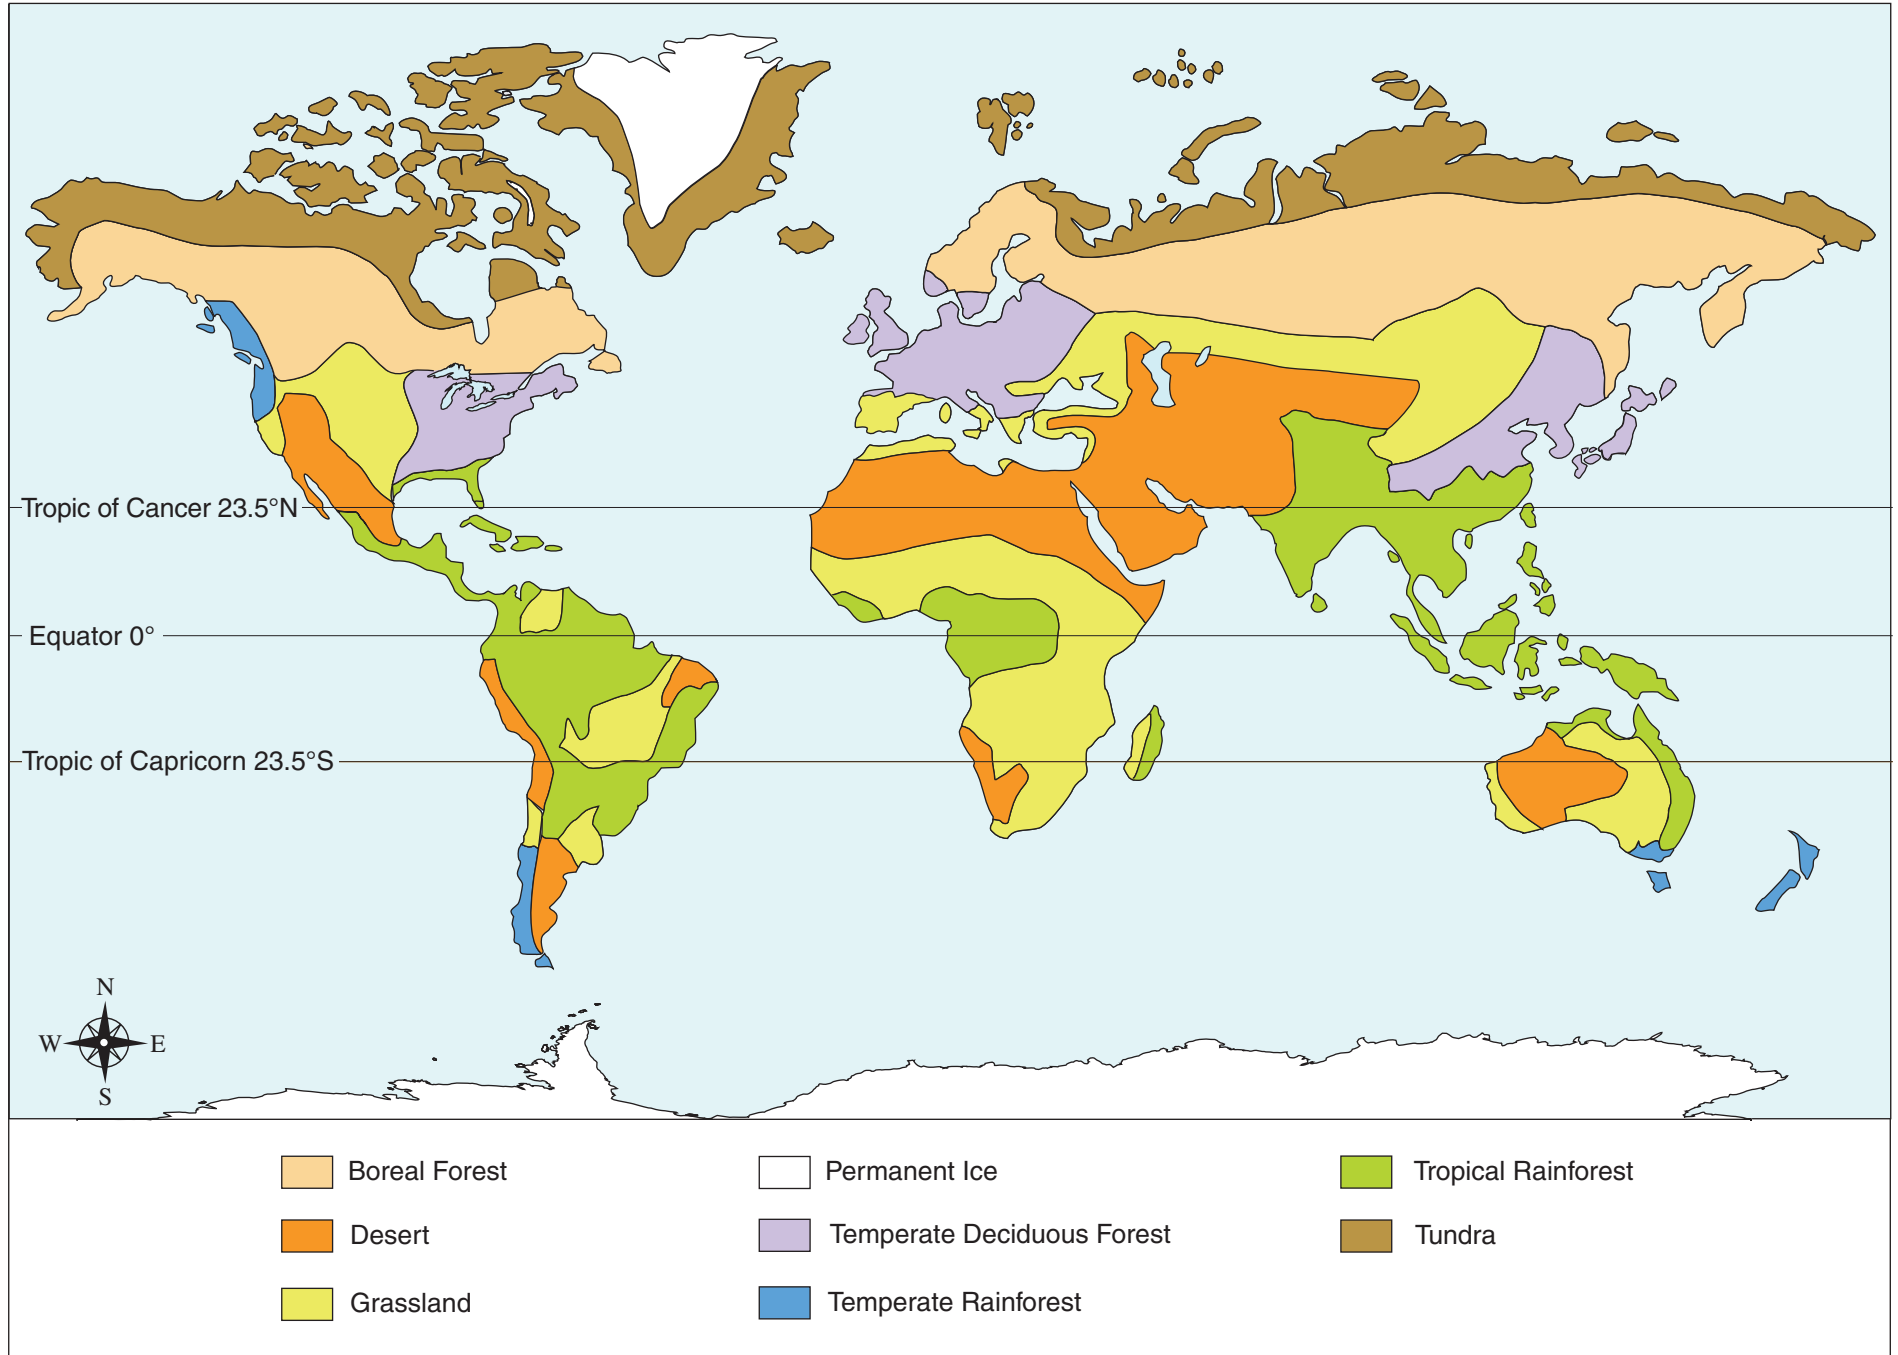 Tropic of Cancer 23.5°N
Equator 0°
Tropic of Capricorn 23.5°S
N
W E
S
Boreal Forest
Permanent Ice
Tropical Rainforest
Desert
Temperate Deciduous Forest
Tundra
Grassland
Temperate Rainforest